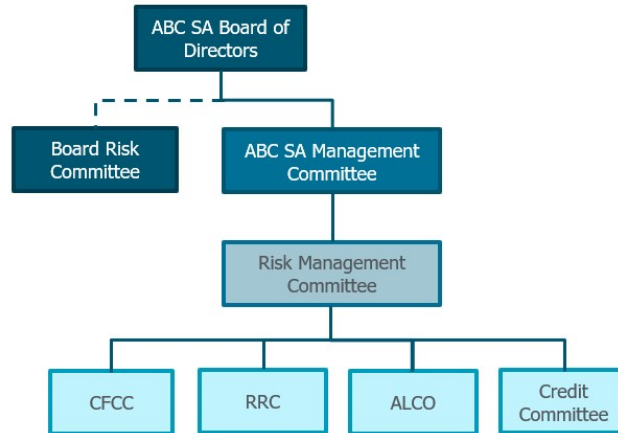 ABC SA Board of
Directors
Board Risk
Committee
ABC SA Management
Committee
Risk Management
Committee
CFCC
RRC
ALCO
Credit
Committee